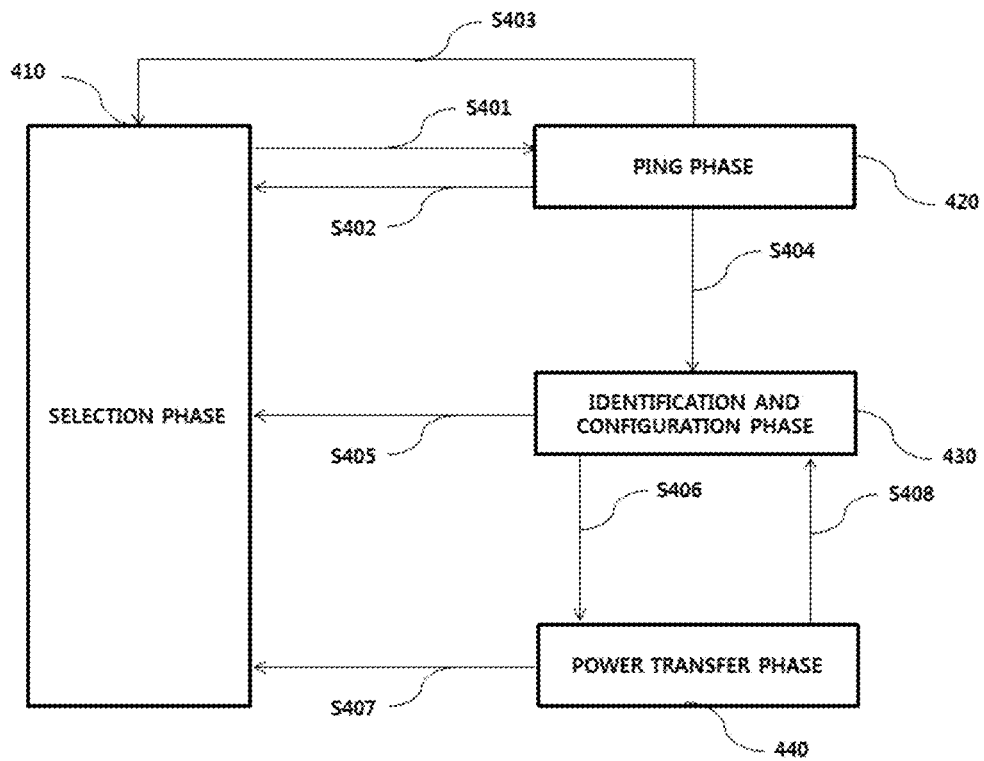 S403
410
S401
PING PHASE
420
S402
S404
SELECTION PHASE
IDENTIFICATION AND
CONFIGURATION PHASE
S405
430
S406
S408
POWER TRANSFER PHASE
S407
440